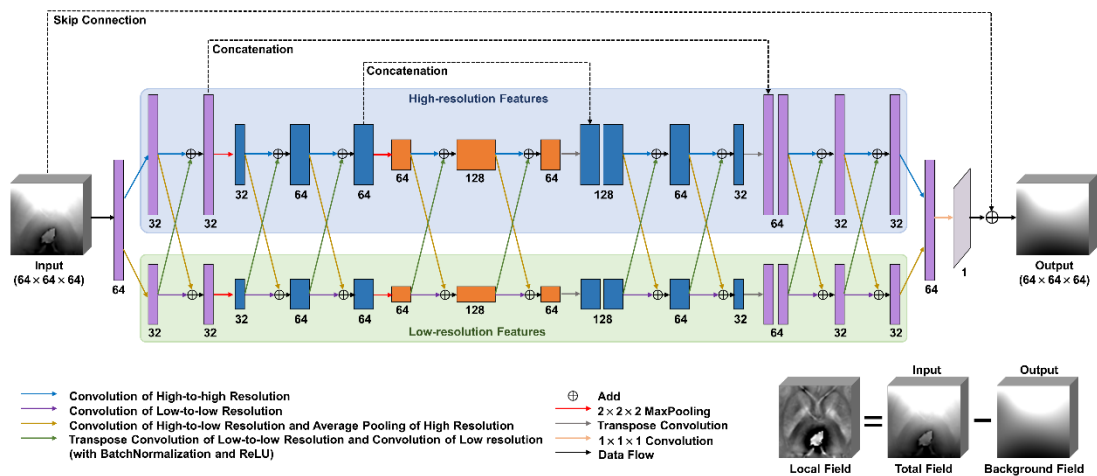 Skip Connection
Concatenation
Concatenation
High-resolution Features
32 32 32 64 64 64 128 64 128 64 32 64 32 32
Input
(64×64×64)
64
64
1
Output
(64×64×64)
32 32 32 64 64 64 128 64 128 64 32 64 32 32
Low-resolution Features
Convolution of High-to-high Resolution
Convolution of Low-to-low Resolution
Convolution of High-to-low Resolution and Average Pooling of High Resolution
Transpose Convolution of Low-to-low Resolution and Convolution of Low resolution
(with BatchNormalization and ReLU)
Add
2×2×2 MaxPooling
Transpose Convolution
1×1×1 Convolution
Data Flow
Input Output
Local Field Total Field Background Field